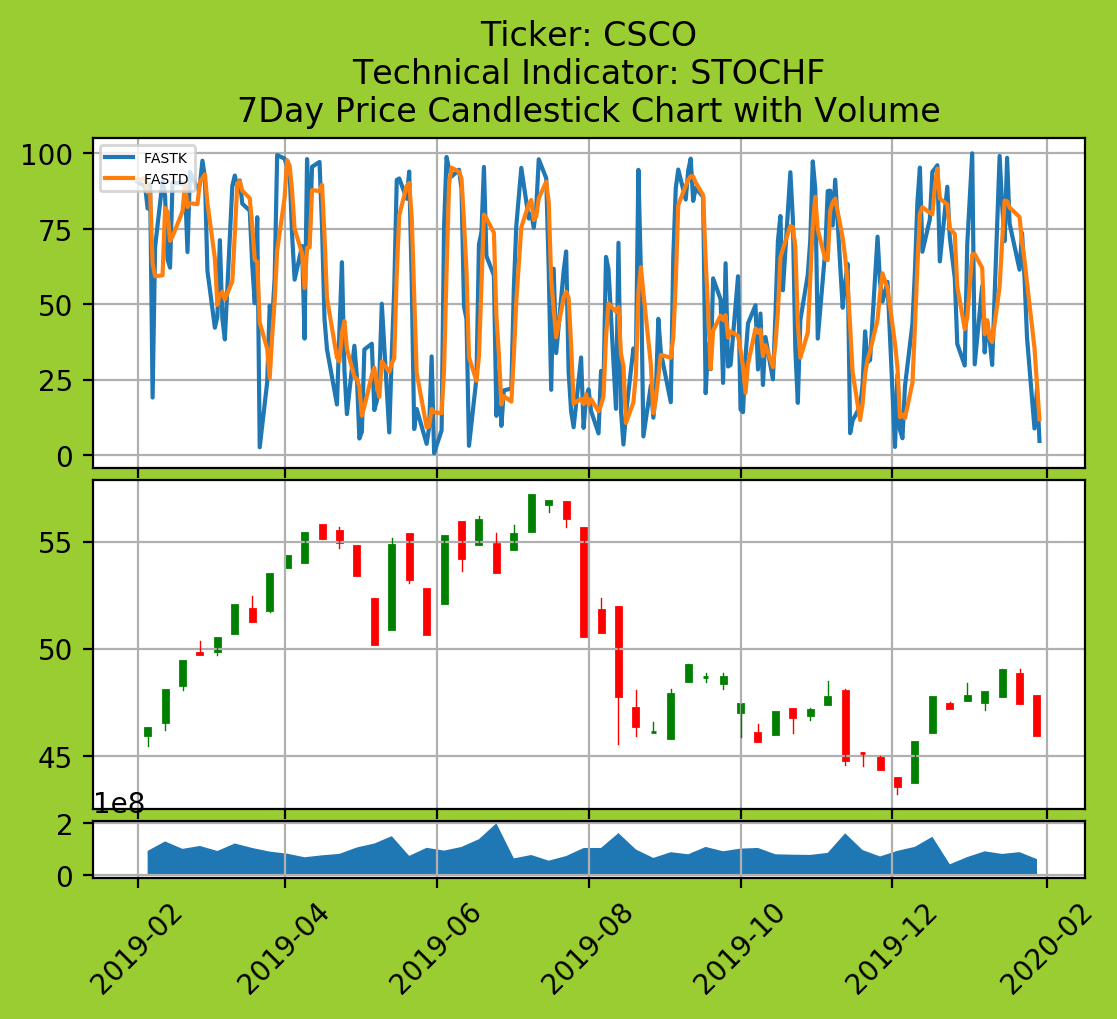 Ticker: CSCO
Technical Indicator: STOCHF
7Day Price Candlestick Chart with Volume
100
75
50
25
0
FASTK
FASTD
55
50
45
1e8
2
0
2019-02
2019-04
2019-06
2019-08
2019-10
2019-12
2020-02